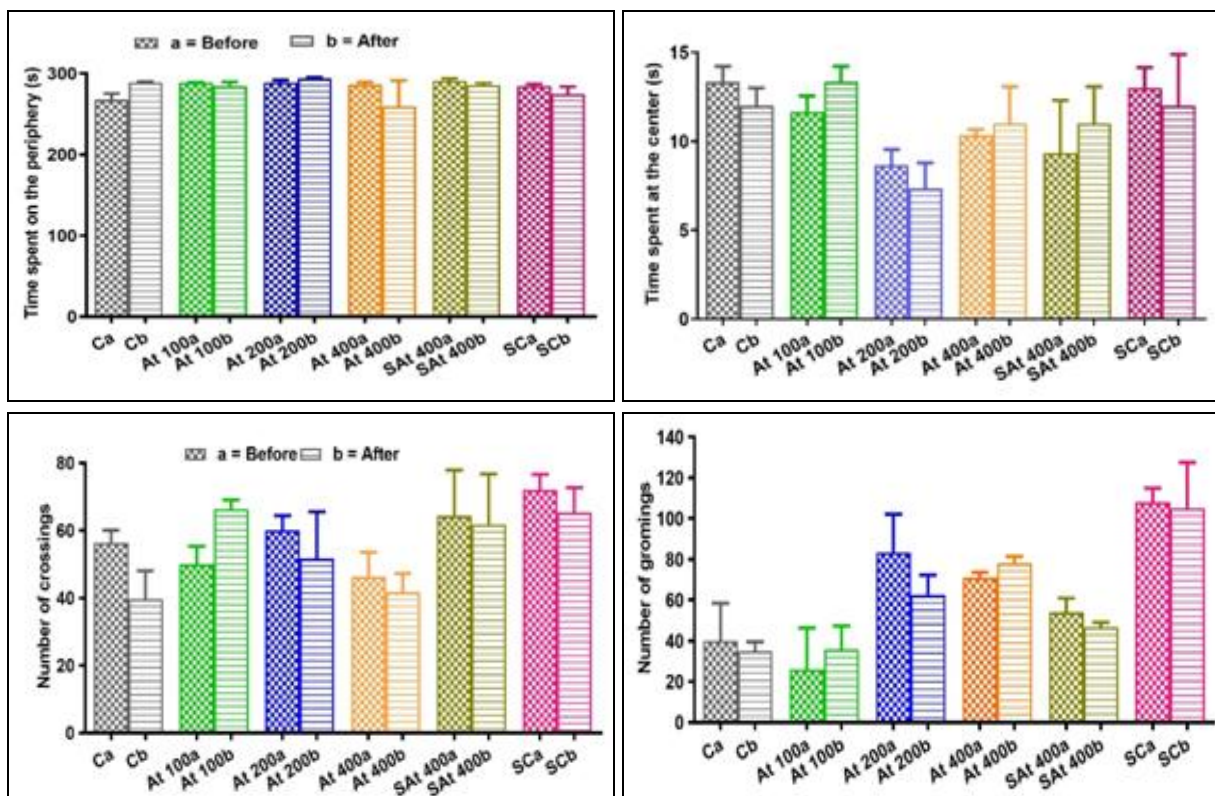 a = Before b = After
Time spent on the periphery (s)
300
200
100
0
Ca Cb At 100a At 100b At 200a At 200b At 400a At 400b SAt 400a SAt 400b SCa SCb
Time spent at the center (s)
15
10
5
0
Ca Cb At 100a At 100b At 200a At 200b At 400a At 400b SAt 400a SAt 400b SCa SCb
a = Before b = After
Number of crossings
80
60
40
20
0
Ca Cb At 100a At 100b At 200a At 200b At 400a At 400b SAt 400a SAt 400b SCa SCb
Number of gromings
140
120
100
80
60
40
20
0
Ca Cb At 100a At 100b At 200a At 200b At 400a At 400b SAt 400a SAt 400b SCa SCb